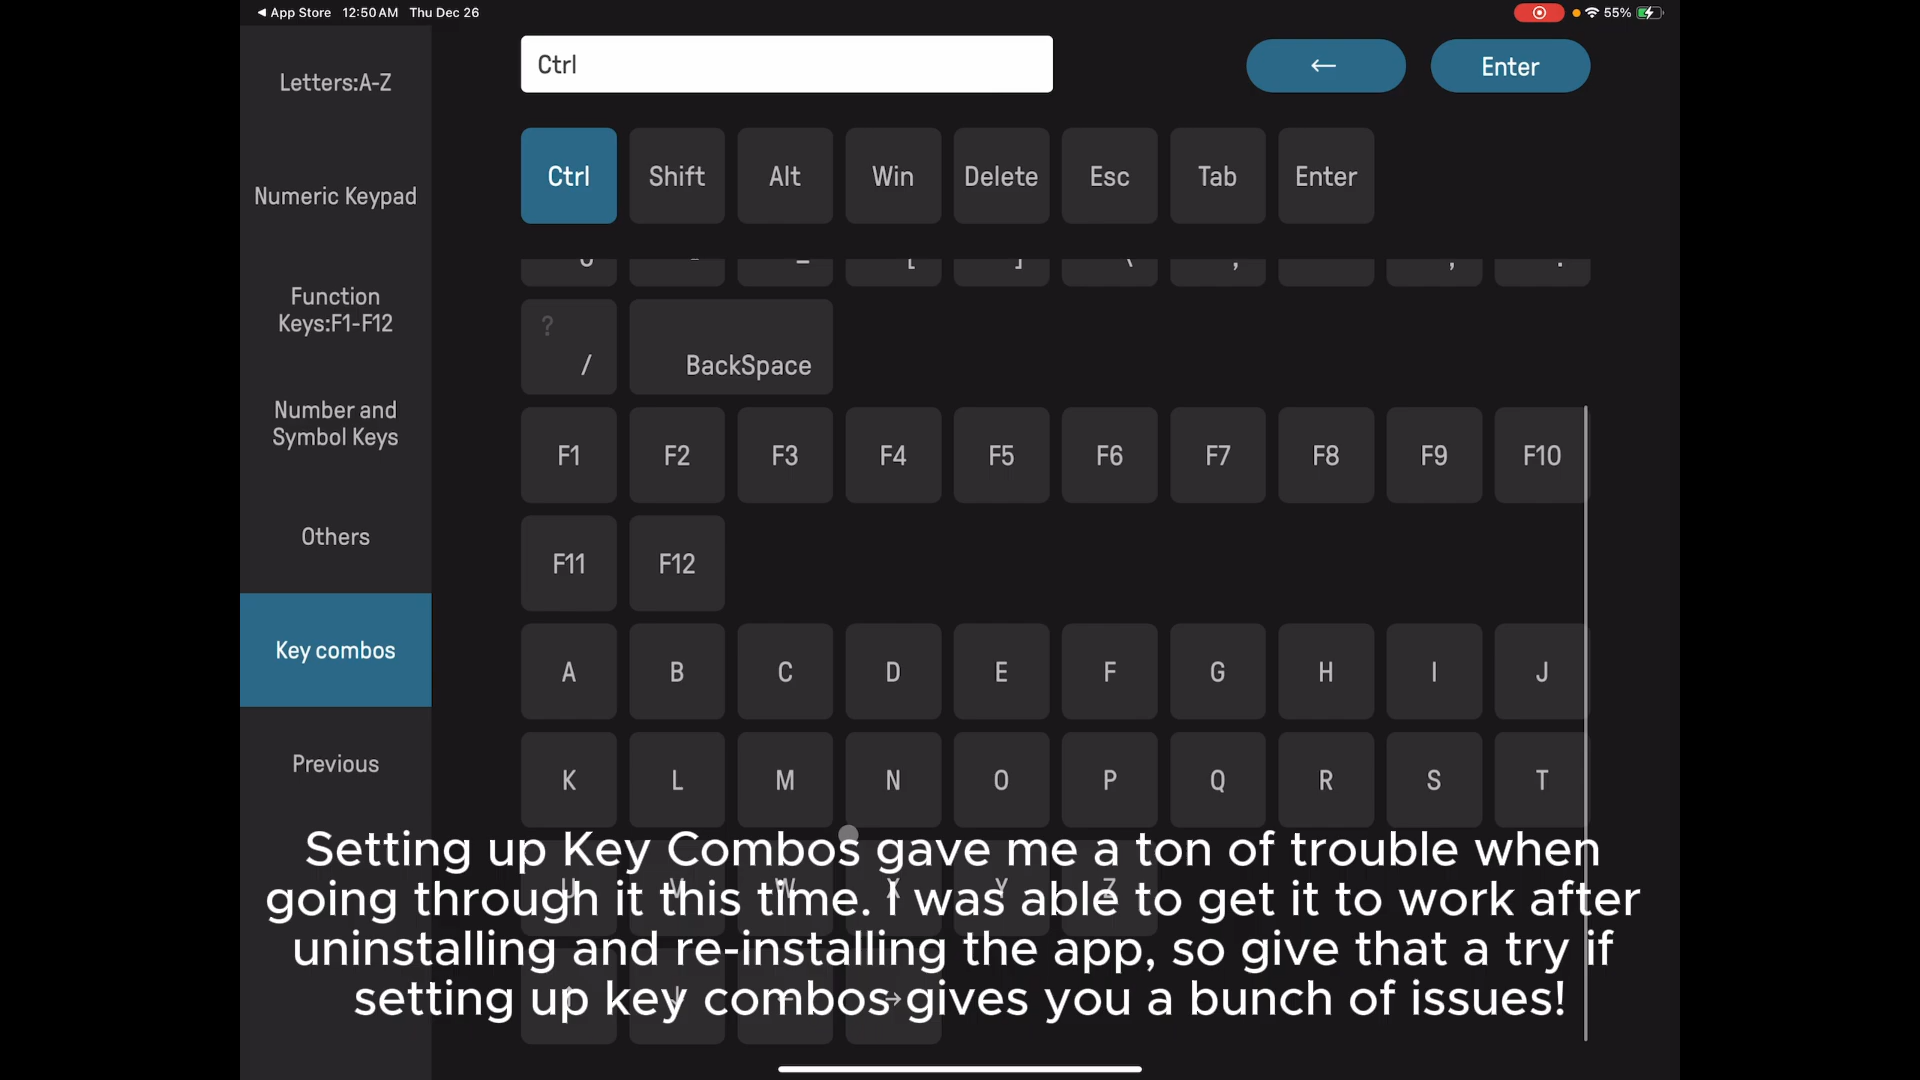 ◀ App Store 12:50 AM Thu Dec 26 55%
Letters:A-Z
Numeric Keypad
Function
Keys:F1-F12
Number and
Symbol Keys
Others
Key combos
Previous
Ctrl
← Enter
Ctrl Shift Alt Win Delete Esc Tab Enter
- = [ ] \ ; , .
? / BackSpace
F1 F2 F3 F4 F5 F6 F7 F8 F9 F10
F11 F12
A B C D E F G H I J
K L M N O P Q R S T
U V W X Y Z
↑ ↓ ← →
Setting up Key Combos gave me a ton of trouble when
going through it this time. I was able to get it to work after
uninstalling and re-installing the app, so give that a try if
setting up key combos gives you a bunch of issues!